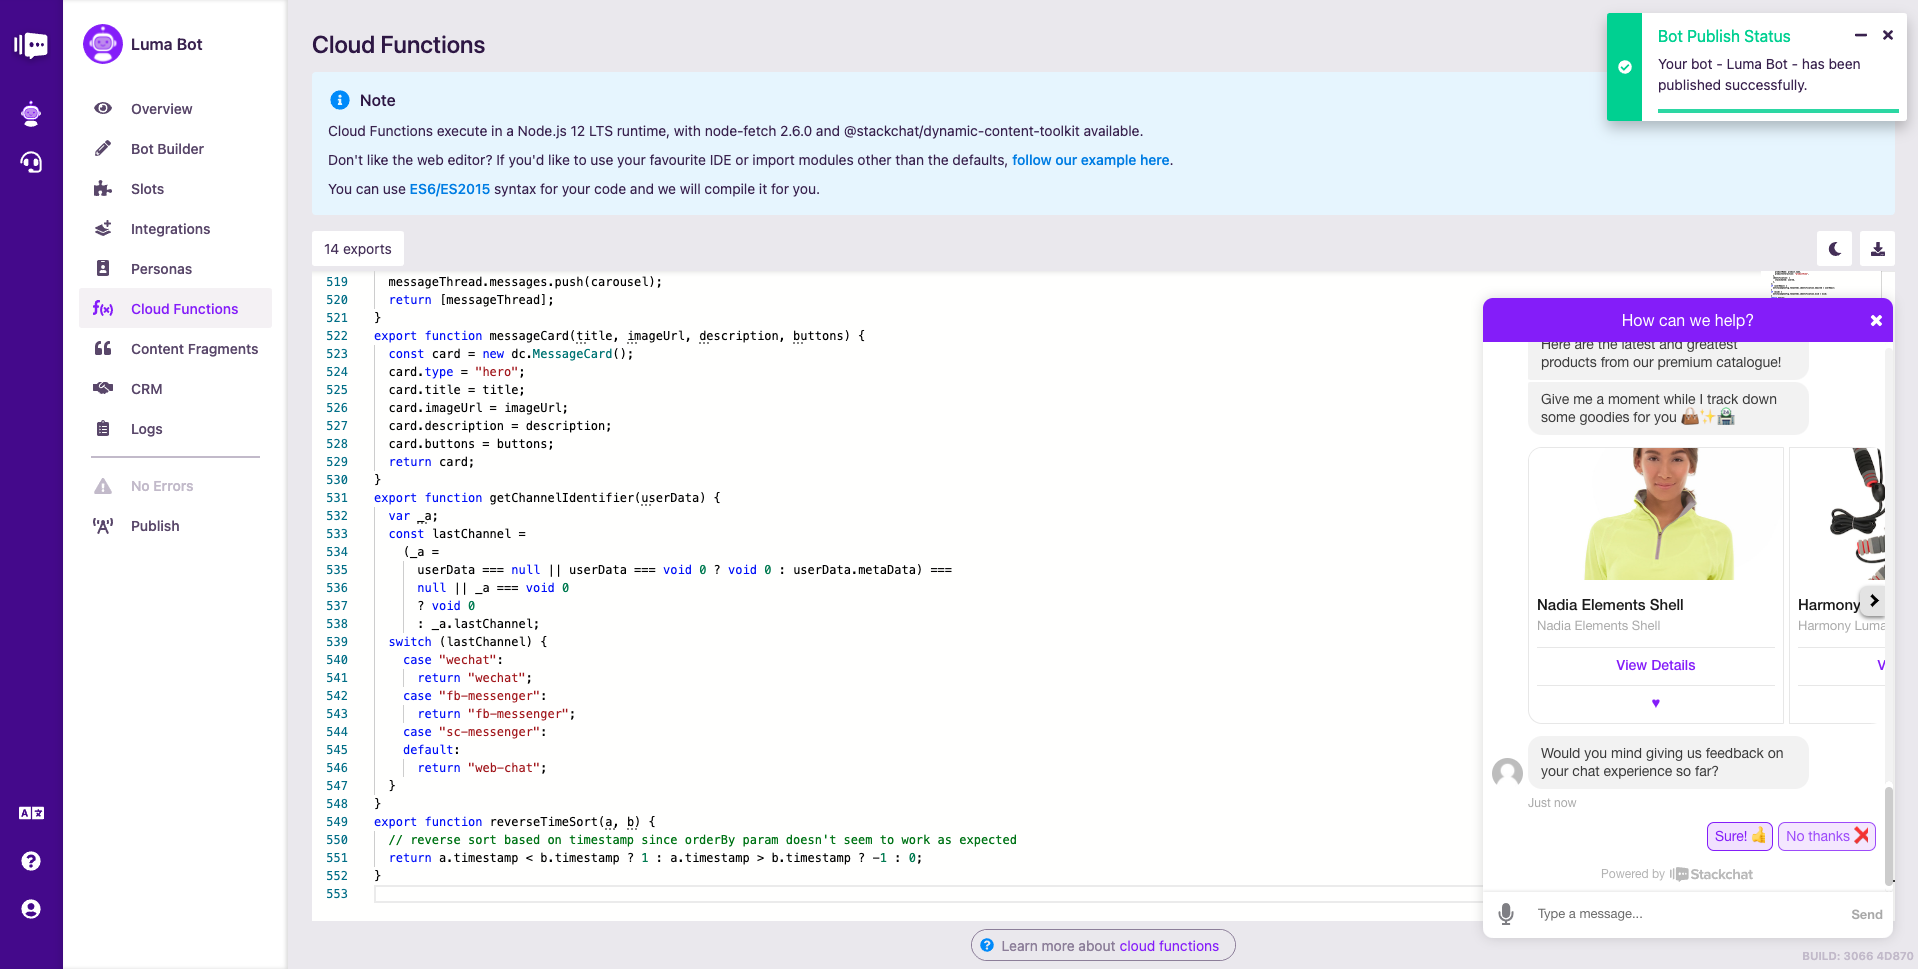 Luma Bot
Overview
Bot Builder
Slots
Integrations
Personas
f(x) Cloud Functions
Content Fragments
CRM
Logs
No Errors
Publish
Cloud Functions
Note
Cloud Functions execute in a Node.js 12 LTS runtime, with node-fetch 2.6.0 and @stackchat/dynamic-content-toolkit available.
Don't like the web editor? If you'd like to use your favourite IDE or import modules other than the defaults, follow our example here.
You can use ES6/ES2015 syntax for your code and we will compile it for you.
14 exports
519 messageThread.messages.push(carousel);
520 return [messageThread];
521 }
522 export function messageCard(title, imageUrl, description, buttons) {
523 const card = new dc.MessageCard();
524 card.type = "hero";
525 card.title = title;
526 card.imageUrl = imageUrl;
527 card.description = description;
528 card.buttons = buttons;
529 return card;
530 }
531 export function getChannelIdentifier(userData) {
532 var _a;
533 const lastChannel =
534 (_a =
535 userData === null || userData === void 0 ? void 0 : userData.metaData) ===
536 null || _a === void 0
537 ? void 0
538 : _a.lastChannel;
539 switch (lastChannel) {
540 case "wechat":
541 return "wechat";
542 case "fb-messenger":
543 return "fb-messenger";
544 case "sc-messenger":
545 default:
546 return "web-chat";
547 }
548 }
549 export function reverseTimeSort(a, b) {
550 // reverse sort based on timestamp since orderBy param doesn't seem to work as expected
551 return a.timestamp < b.timestamp ? 1 : a.timestamp > b.timestamp ? -1 : 0;
552 }
553
Learn more about cloud functions
Bot Publish Status
Your bot - Luma Bot - has been
published successfully.
How can we help?
Here are the latest and greatest
products from our premium catalogue!
Give me a moment while I track down
some goodies for you 👜✨🏪
Nadia Elements Shell
Nadia Elements Shell
View Details
♥
Harmony
Harmony Luma
V
Would you mind giving us feedback on
your chat experience so far?
Just now
Sure! 👍
No thanks ❌
Powered by Stackchat
Type a message...
Send
BUILD: 3066 4D870